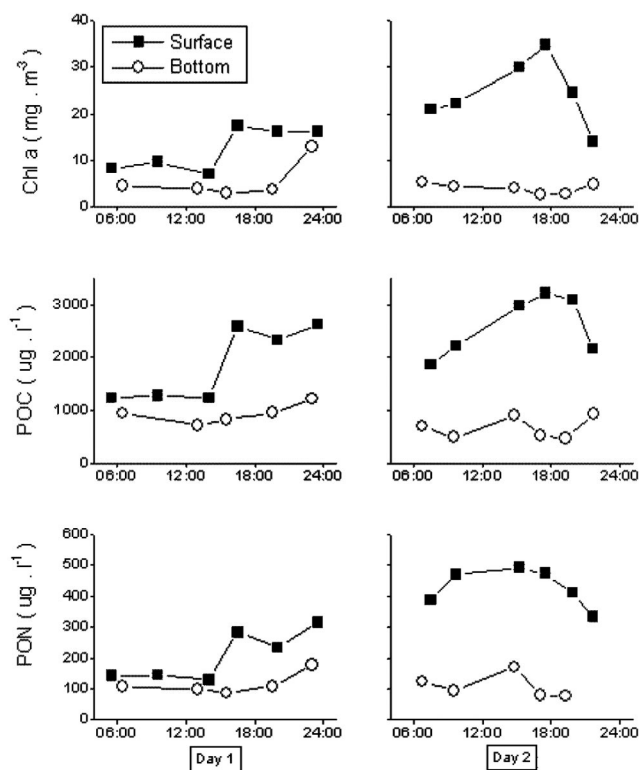 40
30
20
10
0
Chl a ( mg . m-3)
Surface
Bottom
06:00 12:00 18:00 24:00
06:00 12:00 18:00 24:00
3000
2000
1000
0
POC ( ug . l-1)
06:00 12:00 18:00 24:00
06:00 12:00 18:00 24:00
600
500
400
300
200
100
0
PON ( ug . l-1)
06:00 12:00 18:00 24:00
06:00 12:00 18:00 24:00
Day 1
Day 2